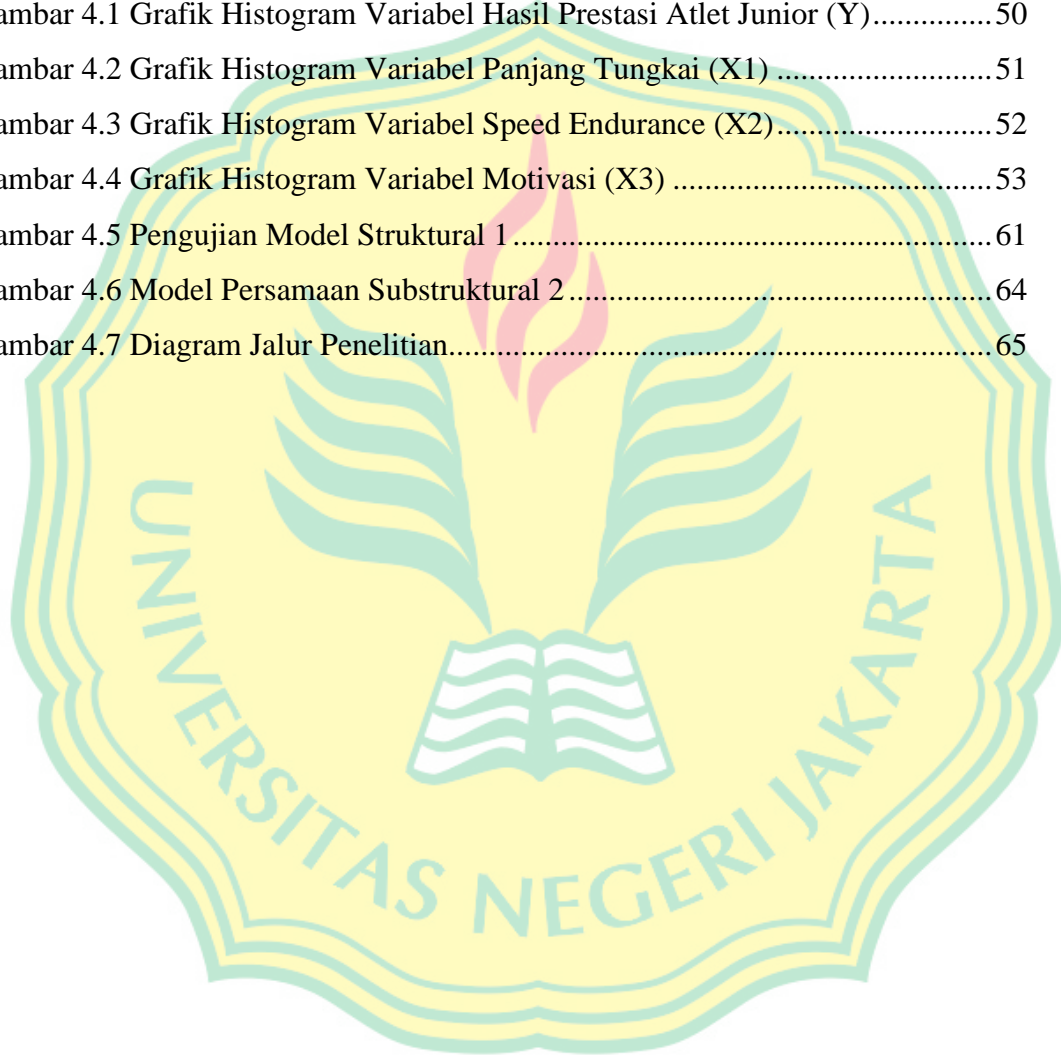 ambar 4.1 Grafik Histogram Variabel Hasil Prestasi Atlet Junior (Y)..............50
ambar 4.2 Grafik Histogram Variabel Panjang Tungkai (X1) ........................51
ambar 4.3 Grafik Histogram Variabel Speed Endurance (X2)........................52
ambar 4.4 Grafik Histogram Variabel Motivasi (X3) ...................................53
ambar 4.5 Pengujian Model Struktural 1....................................................61
ambar 4.6 Model Persamaan Substruktural 2..............................................64
ambar 4.7 Diagram Jalur Penelitian...........................................................65
UNIVERSITAS NEGERI JAKARTA